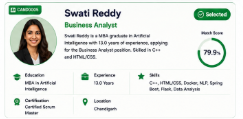 CANDIDATE
Swati Reddy
Selected
Business Analyst
Swati Reddy is a MBA graduate in Artificial
Intelligence with 13.0 years of experience, applying
for the Business Analyst position. Skilled in C++
and HTML/CSS.
Match Score
79.9%
Education
MBA in Artificial
Intelligence
Experience
13.0 Years
Skills
C++, HTML/CSS, Docker, NLP, Spring
Boot, Flask, Data Analysis
Certification
Certified Scrum
Master
Location
Chandigarh